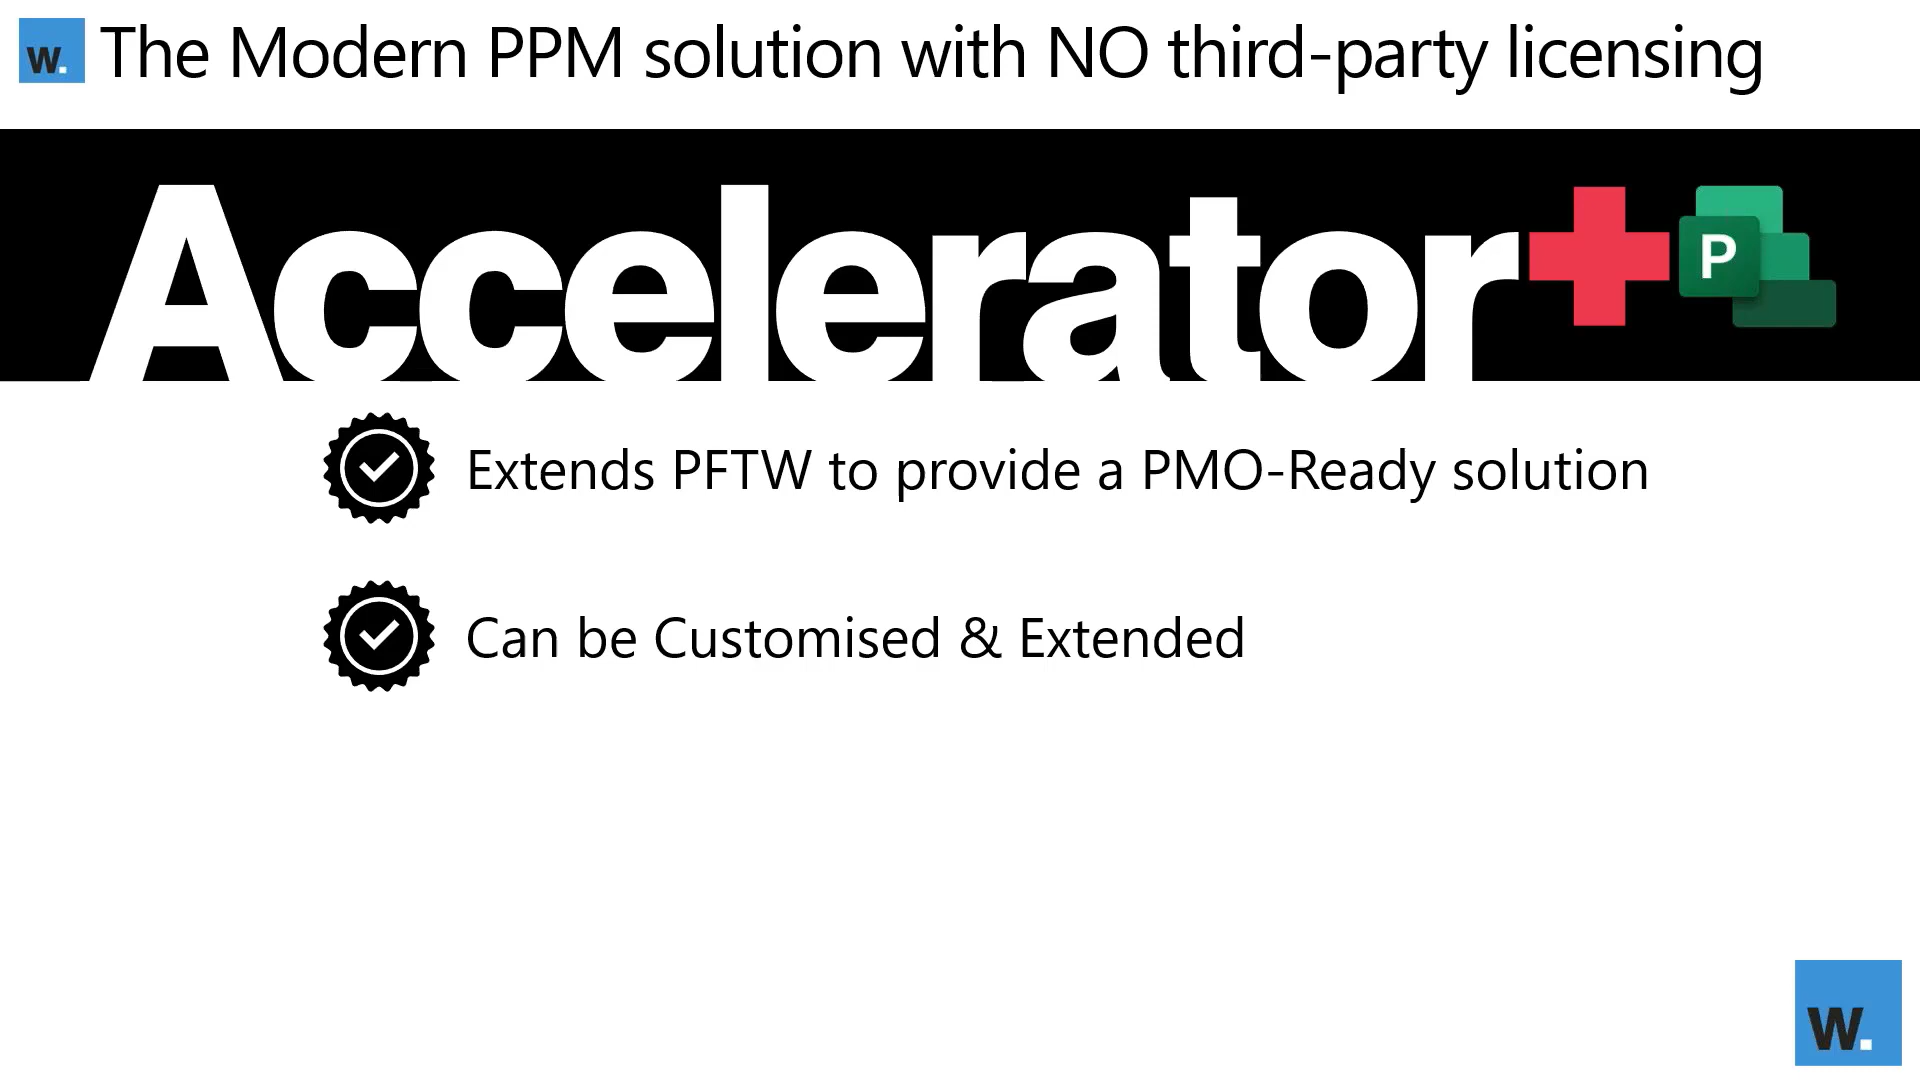 w. The Modern PPM solution with NO third-party licensing
Accelerator+ P
Extends PFTW to provide a PMO-Ready solution
Can be Customised & Extended
w.